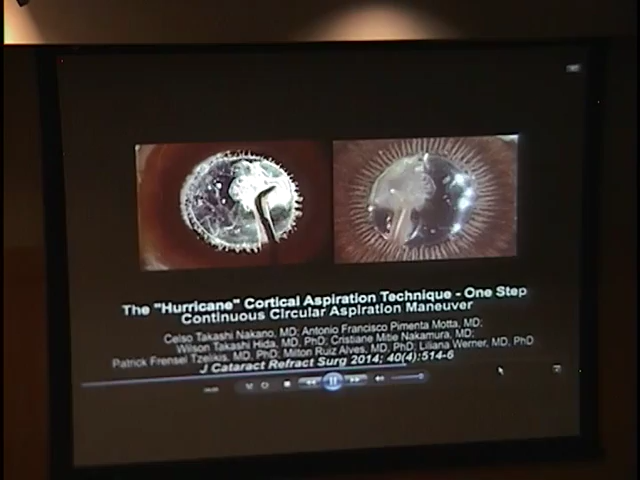 The "Hurricane" Cortical Aspiration Technique - One Step
Continuous Circular Aspiration Maneuver
Celso Takashi Nakano, MD; Antonio Francisco Pimenta Motta, MD;
Wilson Takashi Hida, MD, PhD; Cristiane Mitie Nakamura, MD;
Patrick Frensel Tzelikis, MD, PhD; Milton Ruiz Alves, MD, PhD; Liliana Werner, MD, PhD
J Cataract Refract Surg 2014; 40(4):514-6